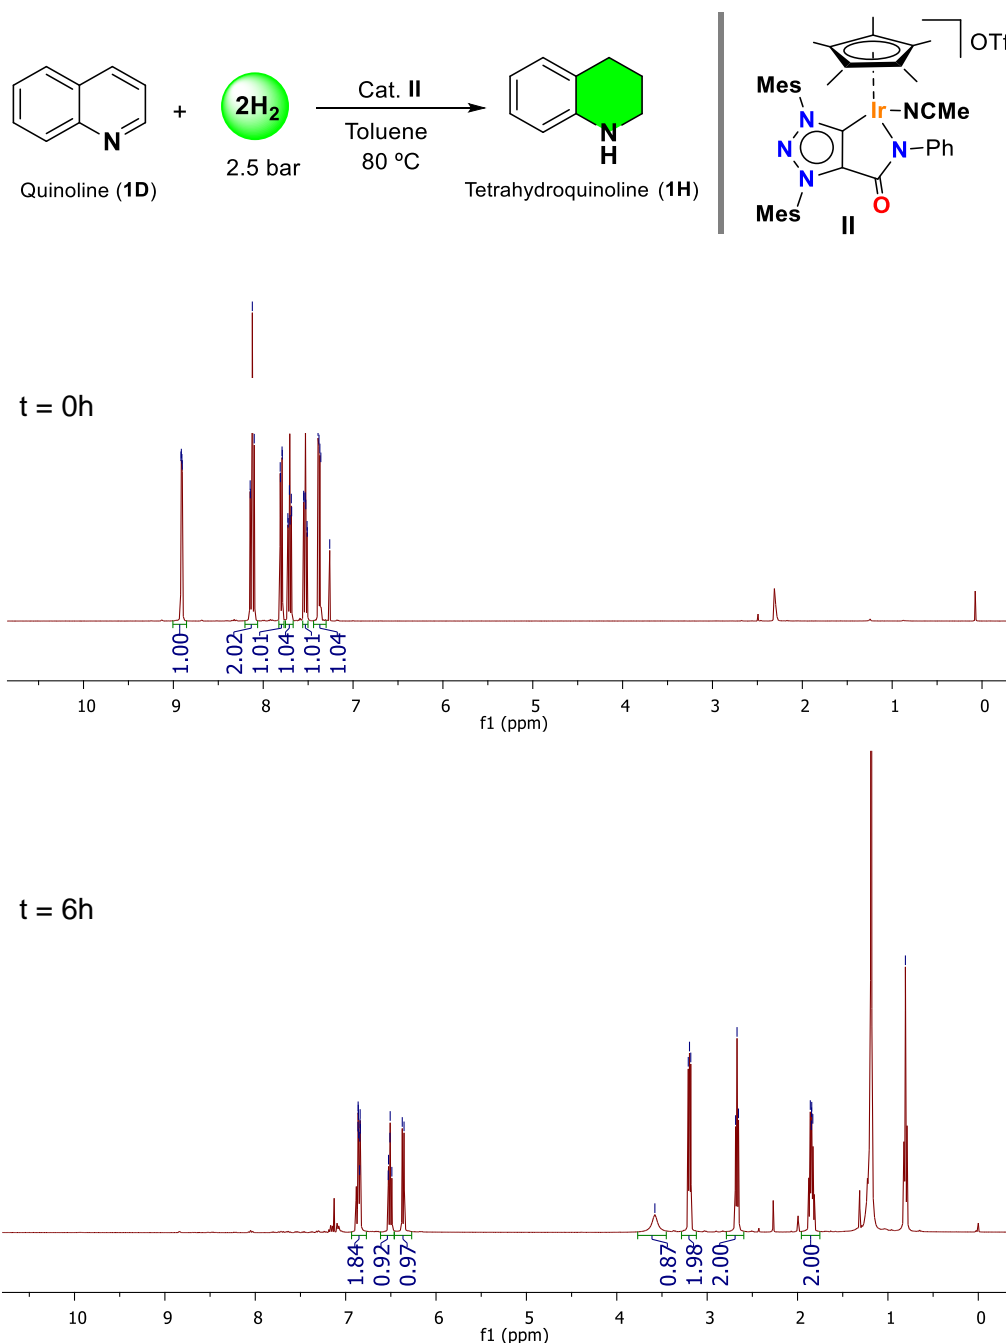 2H₂
+
2.5 bar
N
Quinoline (1D)
Cat. II
Toluene
80 ºC
N
H
Tetrahydroquinoline (1H)
OTf
Mes
Ir
NCMe
N
N
N
N
Ph
O
Mes
II
t = 0h
1.00
2.02
1.01
1.04
1.01
1.04
10 9 8 7 6 5 4 3 2 1 0
f1 (ppm)
t = 6h
1.84
0.92
0.97
0.87
1.98
2.00
2.00
10 9 8 7 6 5 4 3 2 1 0
f1 (ppm)